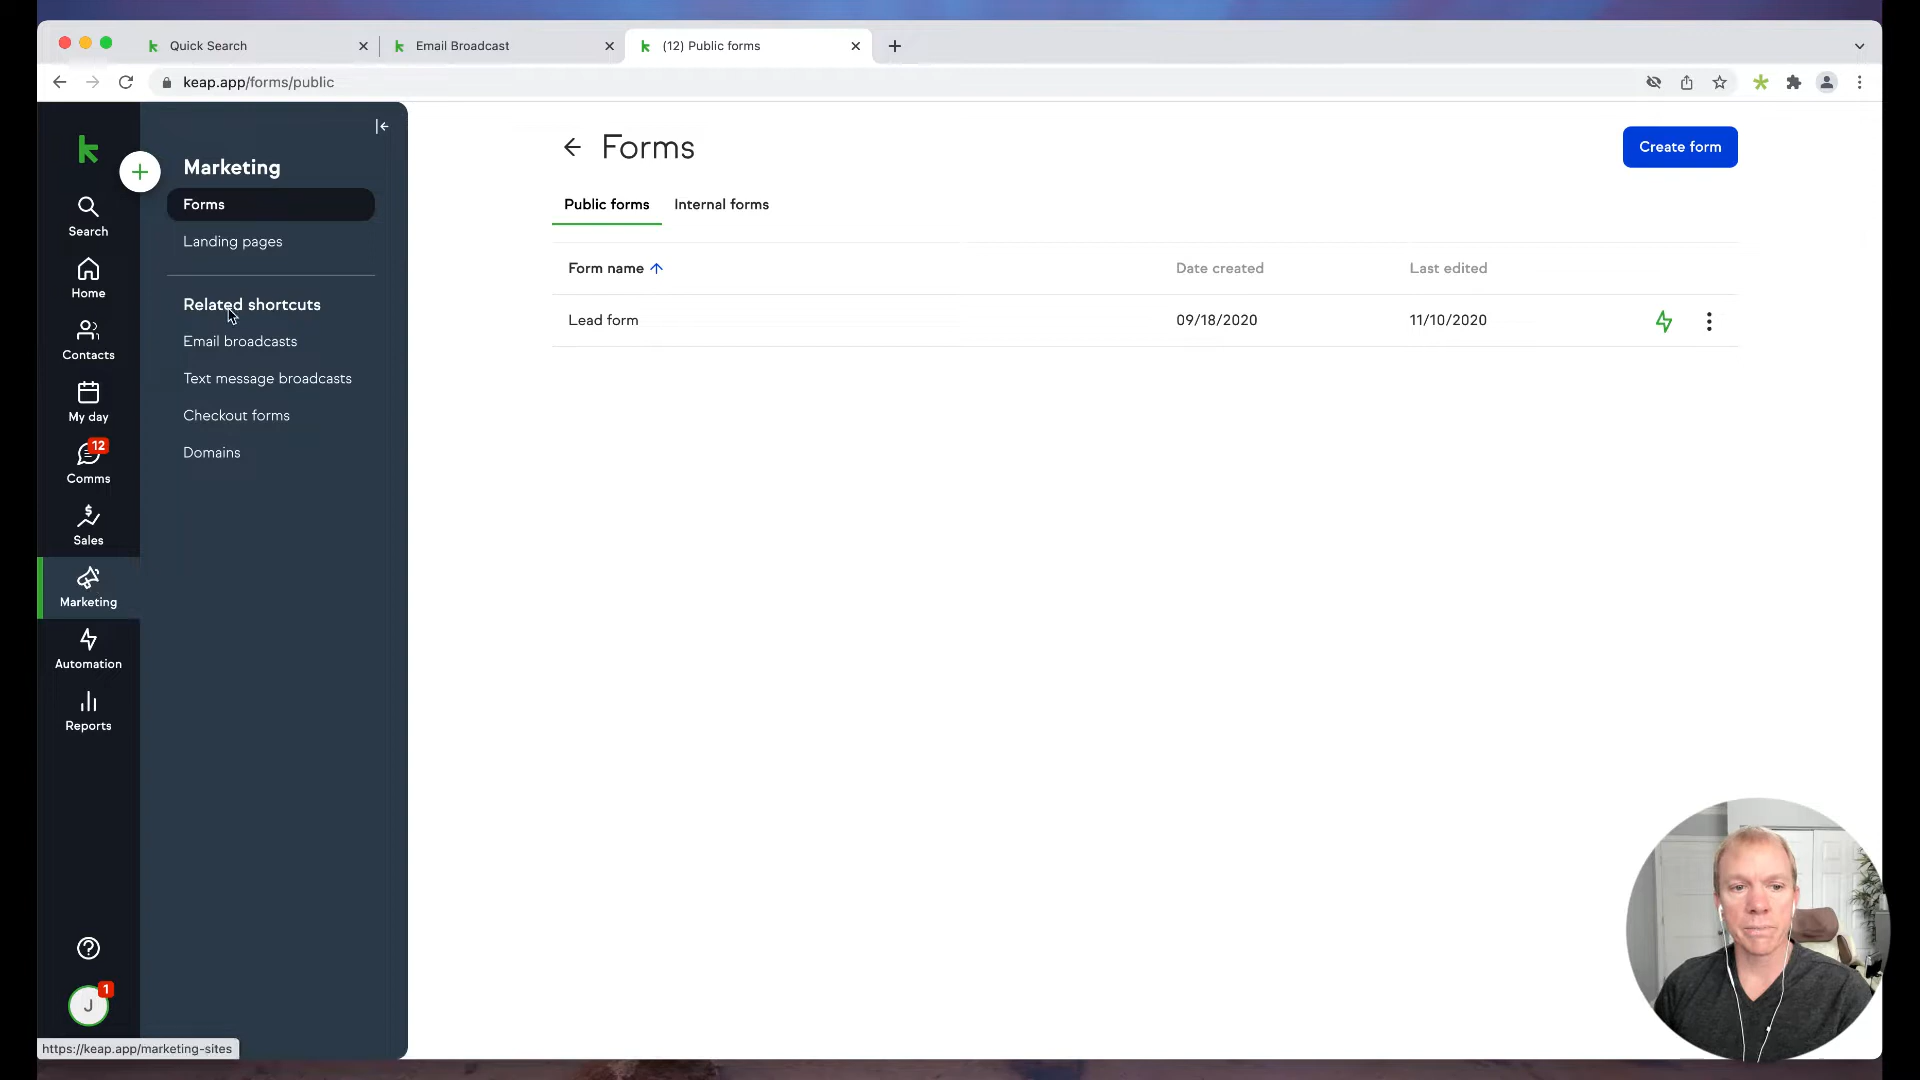 Quick Search
Email Broadcast
(12) Public forms
keap.app/forms/public
Search
Home
Contacts
My day
12
Comms
Sales
Marketing
Automation
Reports
J
1
Marketing
Forms
Landing pages
Related shortcuts
Email broadcasts
Text message broadcasts
Checkout forms
Domains
Forms
Create form
Public forms Internal forms
Form name Date created Last edited
Lead form 09/18/2020 11/10/2020
https://keap.app/marketing-sites